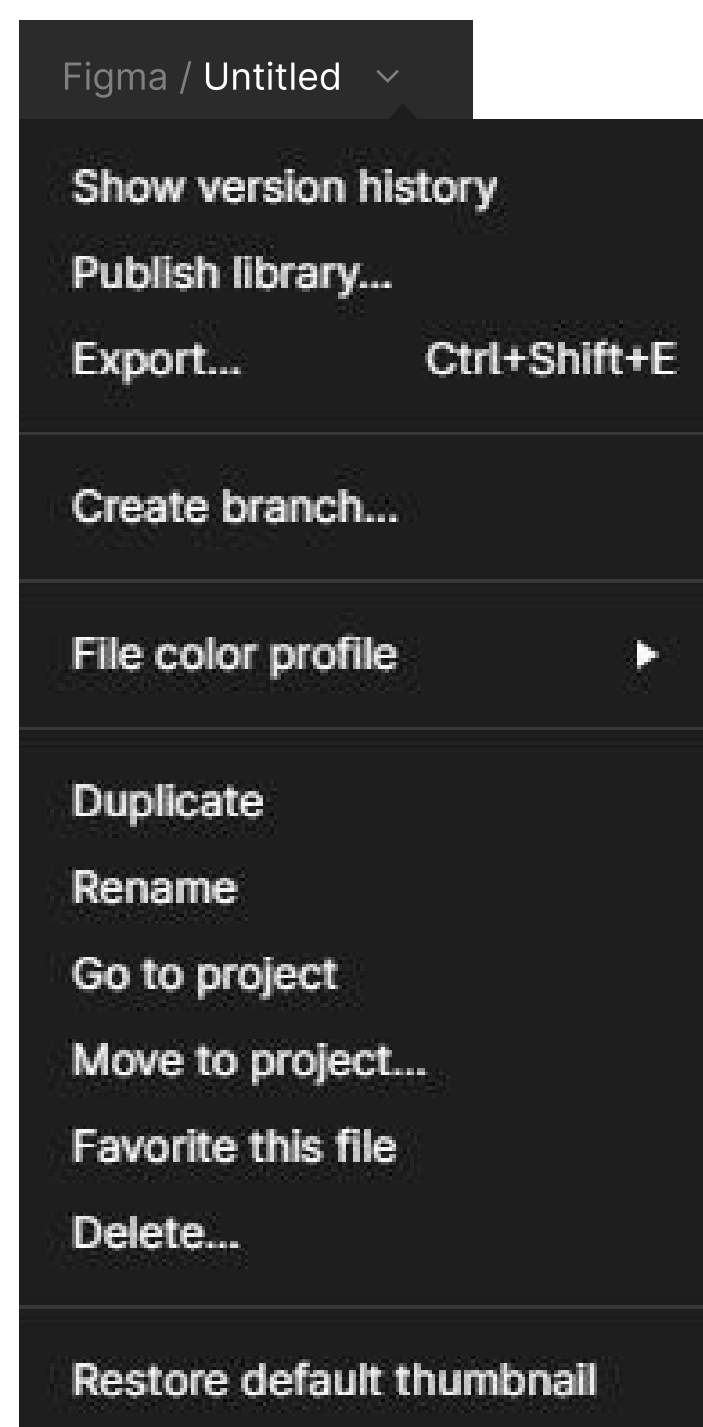 Figma / Untitled
Show version history
Publish library...
Export... Ctrl+Shift+E
Create branch...
File color profile
Duplicate
Rename
Go to project
Move to project...
Favorite this file
Delete...
Restore default thumbnail